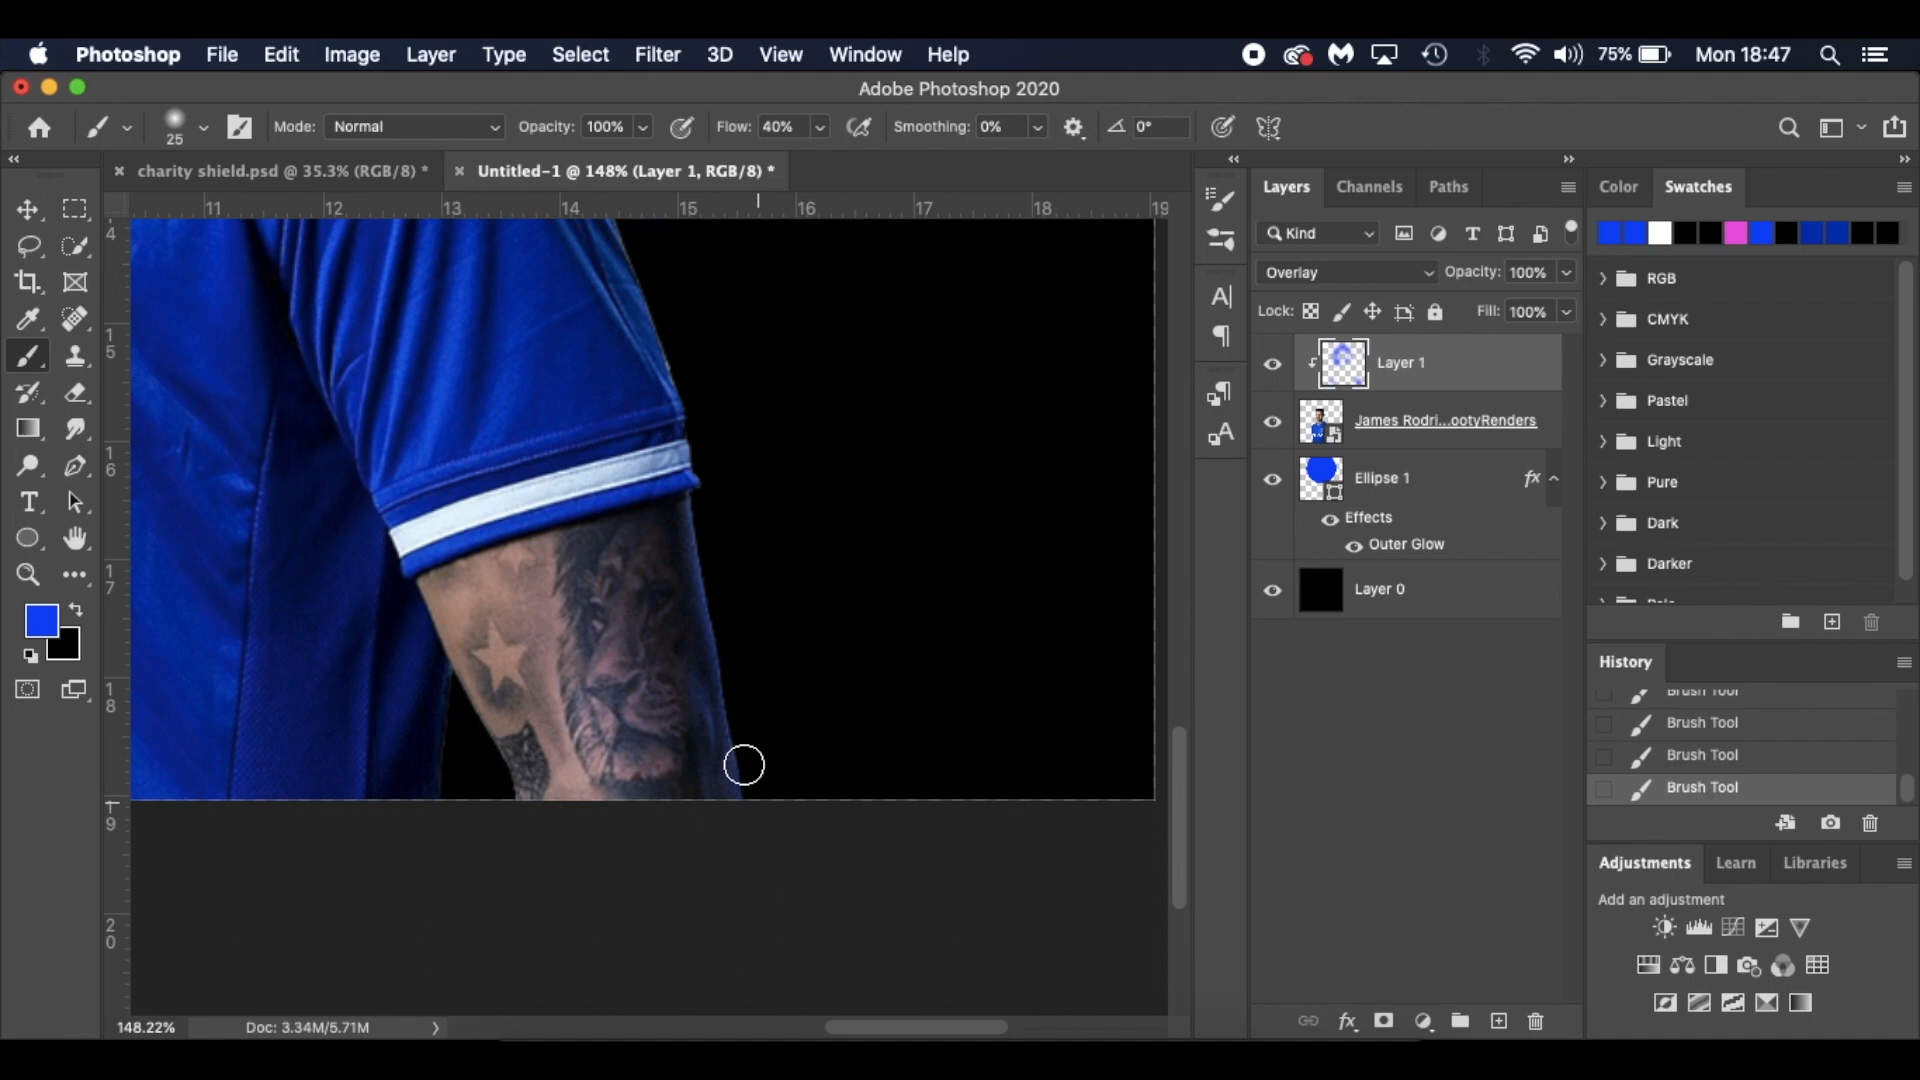 Photoshop File Edit Image Layer Type Select Filter 3D View Window Help 75% Mon 18:47
Adobe Photoshop 2020
25 Mode: Normal Opacity: 100% Flow: 40% Smoothing: 0% 0°
charity shield.psd @ 35.3% (RGB/8) * Untitled-1 @ 148% (Layer 1, RGB/8) *
11 12 13 14 15 16 17 18 19
4
15
16
17
18
19
20
Layers Channels Paths
Kind
Overlay Opacity: 100%
Lock: Fill: 100%
Layer 1
James Rodri...ootyRenders
Ellipse 1 fx
Effects
Outer Glow
Layer 0
Color Swatches
RGB
CMYK
Grayscale
Pastel
Light
Pure
Dark
Darker
History
Brush Tool
Brush Tool
Brush Tool
Brush Tool
Adjustments Learn Libraries
Add an adjustment
148.22% Doc: 3.34M/5.71M
fx